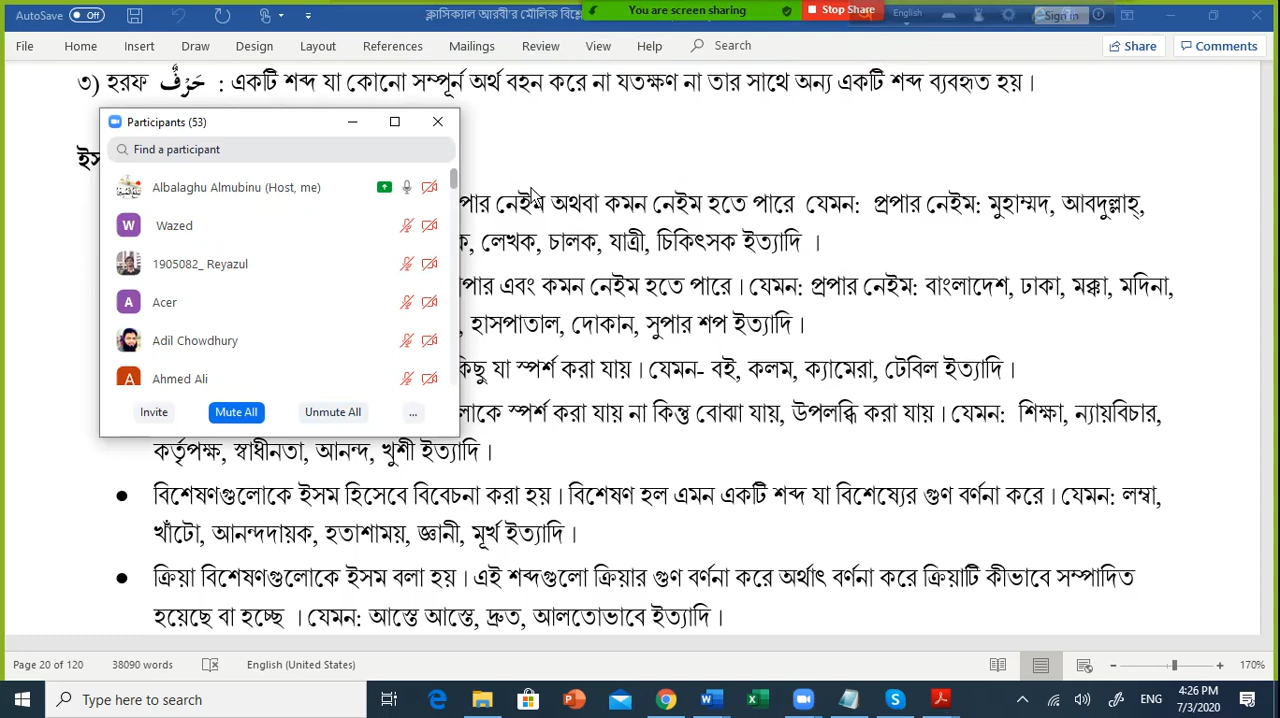 AutoSave Off
ক্লাসিক্যাল আরবী'র মৌলিক
You are screen sharing
Stop Share
English
Sign in
File Home Insert Draw Design Layout References Mailings Review View Help Search Share Comments
৩) হরফ حَرْفٌ : একটি শব্দ যা কোনো সম্পূর্ন অর্থ বহন করে না যতক্ষণ না তার সাথে অন্য একটি শব্দ ব্যবহৃত হয়।
Participants (53)
Find a participant
Albalaghu Almubinu (Host, me)
Wazed
1905082_ Reyazul
A Acer
Adil Chowdhury
A Ahmed Ali
W
Invite Mute All Unmute All ...
ইস
পার নেইম অথবা কমন নেইম হতে পারে যেমন: প্রপার নেইম: মুহাম্মদ, আবদুল্লাহ্,
ক, লেখক, চালক, যাত্রী, চিকিৎসক ইত্যাদি ।
পার এবং কমন নেইম হতে পারে। যেমন: প্রপার নেইম: বাংলাদেশ, ঢাকা, মক্কা, মদিনা,
, হাসপাতাল, দোকান, সুপার শপ ইত্যাদি।
কিছু যা স্পর্শ করা যায়। যেমন- বই, কলম, ক্যামেরা, টেবিল ইত্যাদি।
লোকে স্পর্শ করা যায় না কিন্তু বোঝা যায়, উপলব্ধি করা যায়। যেমন: শিক্ষা, ন্যায়বিচার,
কর্তৃপক্ষ, স্বাধীনতা, আনন্দ, খুশী ইত্যাদি।
● বিশেষণগুলোকে ইসম হিসেবে বিবেচনা করা হয়। বিশেষণ হল এমন একটি শব্দ যা বিশেষ্যের গুণ বর্ণনা করে। যেমন: লম্বা,
খাঁটো, আনন্দদায়ক, হতাশাময়, জ্ঞানী, মূর্খ ইত্যাদি।
● ক্রিয়া বিশেষণগুলোকে ইসম বলা হয়। এই শব্দগুলো ক্রিয়ার গুণ বর্ণনা করে অর্থাৎ বর্ণনা করে ক্রিয়াটি কীভাবে সম্পাদিত
হয়েছে বা হচ্ছে । যেমন: আস্তে আস্তে, দ্রুত, আলতোভাবে ইত্যাদি।
Page 20 of 120 38090 words English (United States) 170%
Type here to search
ENG
4:26 PM
7/3/2020